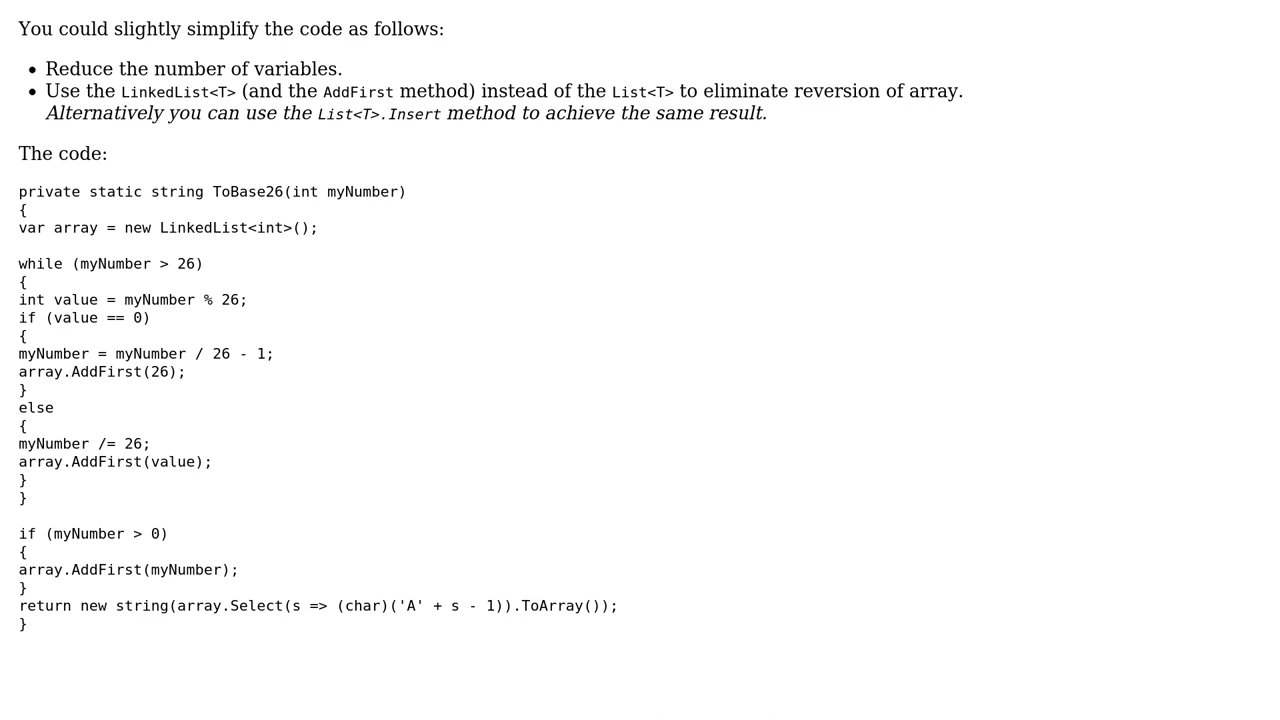 You could slightly simplify the code as follows:
• Reduce the number of variables.
• Use the LinkedList<T> (and the AddFirst method) instead of the List<T> to eliminate reversion of array.
Alternatively you can use the List<T>.Insert method to achieve the same result.
The code:
private static string ToBase26(int myNumber)
{
var array = new LinkedList<int>();
while (myNumber > 26)
{
int value = myNumber % 26;
if (value == 0)
{
myNumber = myNumber / 26 - 1;
array.AddFirst(26);
}
else
{
myNumber /= 26;
array.AddFirst(value);
}
}
if (myNumber > 0)
{
array.AddFirst(myNumber);
}
return new string(array.Select(s => (char)('A' + s - 1)).ToArray());
}